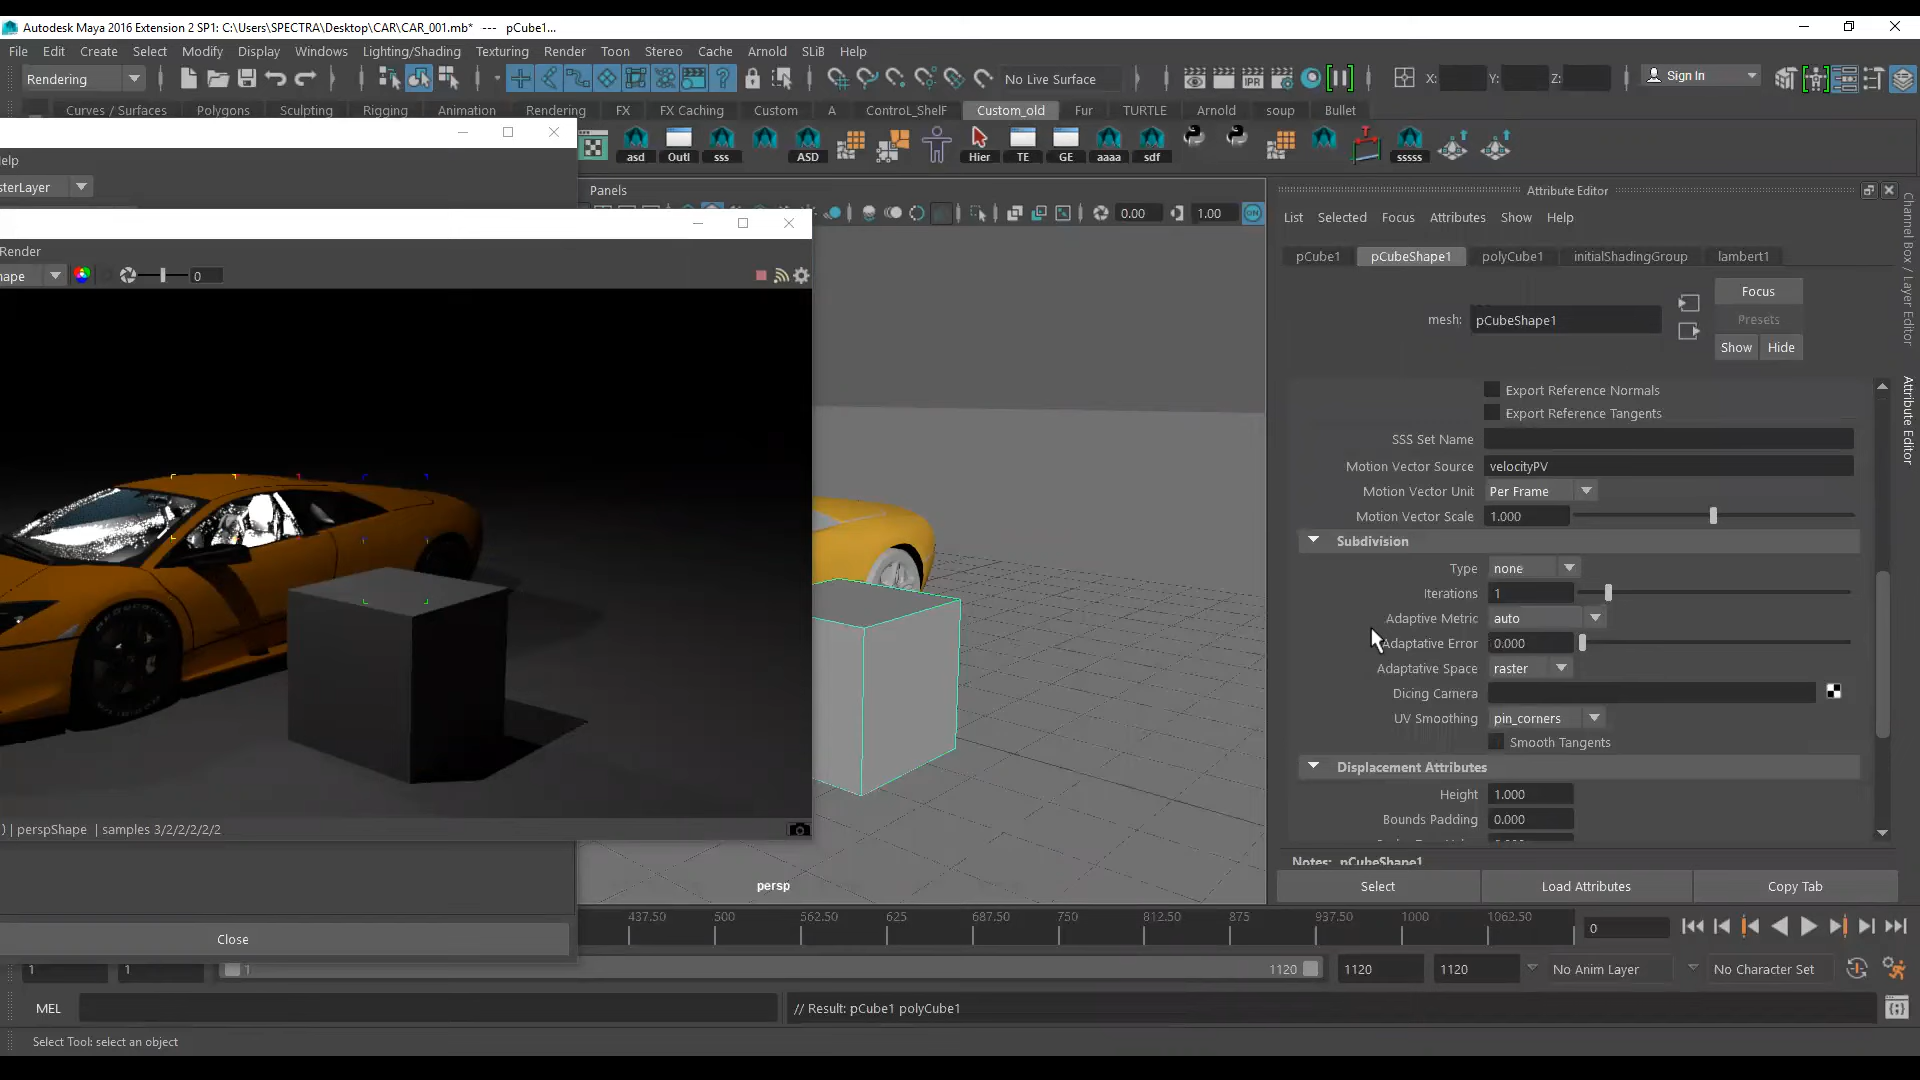 Autodesk Maya 2016 Extension 2 SP1: C:\Users\SPECTRA\Desktop\CAR\CAR_001.mb*   ---   pCube1...
File Edit Create Select Modify Display Windows Lighting/Shading Texturing Render Toon Stereo Cache Arnold SLiB Help
Rendering No Live Surface X: Y: Z: Sign In
Curves / Surfaces Polygons Sculpting Rigging Animation Rendering FX FX Caching Custom A ControL_ShelF Custom_old Fur TURTLE Arnold soup Bullet
asd Outl sss ASD Hier TE GE aaaa sdf sssss
elp
sterLayer
Panels
0.00 1.00 ON
Render
ape 0
) | perspShape | samples 3/2/2/2/2/2
persp
Close
Attribute Editor
List Selected Focus Attributes Show Help
pCube1 pCubeShape1 polyCube1 initialShadingGroup lambert1
mesh: pCubeShape1
Focus
Presets
Show Hide
Export Reference Normals
Export Reference Tangents
SSS Set Name
Motion Vector Source velocityPV
Motion Vector Unit Per Frame
Motion Vector Scale 1.000
Subdivision
Type none
Iterations 1
Adaptive Metric auto
Adaptative Error 0.000
Adaptative Space raster
Dicing Camera
UV Smoothing pin_corners
Smooth Tangents
Displacement Attributes
Height 1.000
Bounds Padding 0.000
Notes: pCubeShape1
Select Load Attributes Copy Tab
Channel Box / Layer Editor
Attribute Editor
437.50 500 562.50 625 687.50 750 812.50 875 937.50 1000 1062.50 0
1 1 1 1120 1120 1120 No Anim Layer No Character Set
MEL // Result: pCube1 polyCube1
Select Tool: select an object